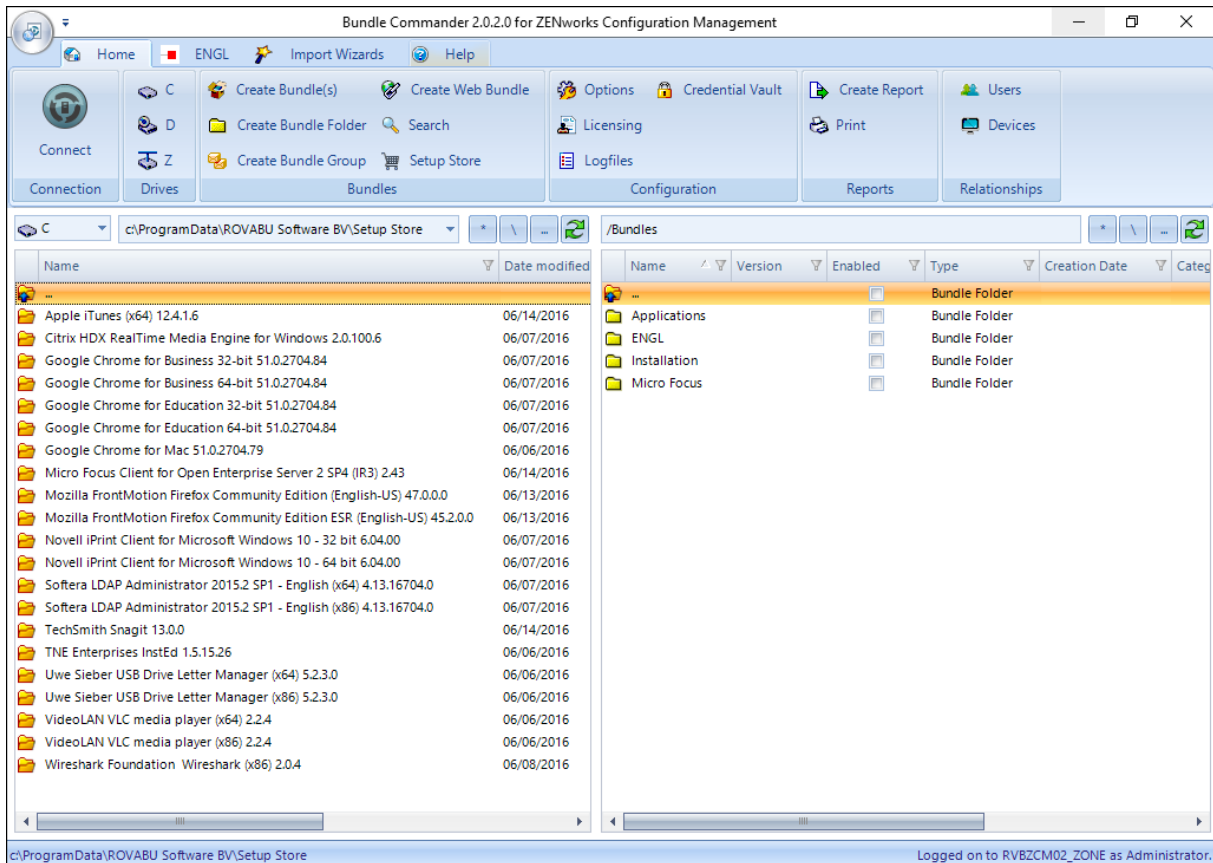 Bundle Commander 2.0.2.0 for ZENworks Configuration Management
Home ENGL Import Wizards Help
C Create Bundle(s) Create Web Bundle Options Credential Vault Create Report Users
D Create Bundle Folder Search Licensing Print Devices
Connect
Z Create Bundle Group Setup Store Logfiles
Connection Drives Bundles Configuration Reports Relationships
C c:\ProgramData\ROVABU Software BV\Setup Store * \ ... /Bundles * \ ...
Name Date modified Name Version Enabled Type Creation Date Categ
... ... Bundle Folder
Apple iTunes (x64) 12.4.1.6 06/14/2016 Applications Bundle Folder
Citrix HDX RealTime Media Engine for Windows 2.0.100.6 06/07/2016 ENGL Bundle Folder
Google Chrome for Business 32-bit 51.0.2704.84 06/07/2016 Installation Bundle Folder
Google Chrome for Business 64-bit 51.0.2704.84 06/07/2016 Micro Focus Bundle Folder
Google Chrome for Education 32-bit 51.0.2704.84 06/07/2016
Google Chrome for Education 64-bit 51.0.2704.84 06/07/2016
Google Chrome for Mac 51.0.2704.79 06/06/2016
Micro Focus Client for Open Enterprise Server 2 SP4 (IR3) 2.43 06/14/2016
Mozilla FrontMotion Firefox Community Edition (English-US) 47.0.0.0 06/13/2016
Mozilla FrontMotion Firefox Community Edition ESR (English-US) 45.2.0.0 06/13/2016
Novell iPrint Client for Microsoft Windows 10 - 32 bit 6.04.00 06/07/2016
Novell iPrint Client for Microsoft Windows 10 - 64 bit 6.04.00 06/07/2016
Softera LDAP Administrator 2015.2 SP1 - English (x64) 4.13.16704.0 06/07/2016
Softera LDAP Administrator 2015.2 SP1 - English (x86) 4.13.16704.0 06/07/2016
TechSmith Snagit 13.0.0 06/14/2016
TNE Enterprises InstEd 1.5.15.26 06/06/2016
Uwe Sieber USB Drive Letter Manager (x64) 5.2.3.0 06/06/2016
Uwe Sieber USB Drive Letter Manager (x86) 5.2.3.0 06/06/2016
VideoLAN VLC media player (x64) 2.2.4 06/06/2016
VideoLAN VLC media player (x86) 2.2.4 06/06/2016
Wireshark Foundation Wireshark (x86) 2.0.4 06/08/2016
c:\ProgramData\ROVABU Software BV\Setup Store Logged on to RVBZCM02_ZONE as Administrator.